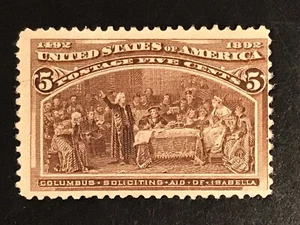 1492 1892
UNITED STATES OF AMERICA
5 POSTAGE FIVE CENTS 5
COLUMBUS SOLICITING AID OF ISABELLA